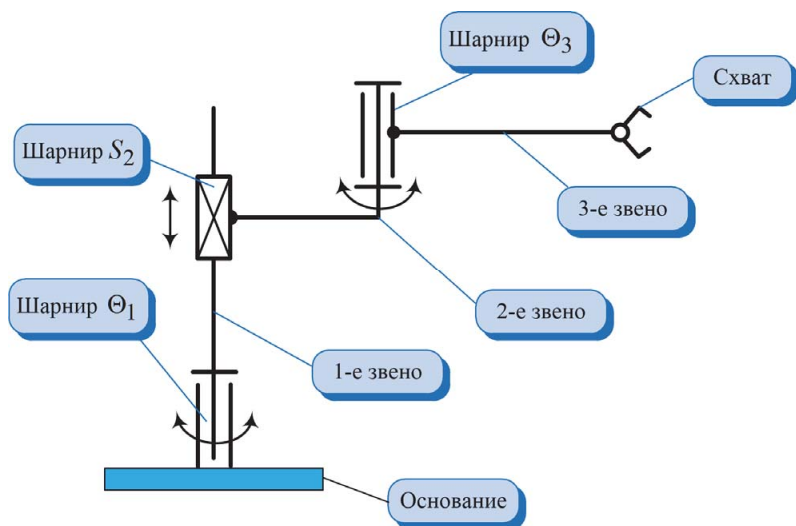 Шарнир Θ3
Схват
Шарнир S2
3-е звено
Шарнир Θ1
2-е звено
1-е звено
Основание